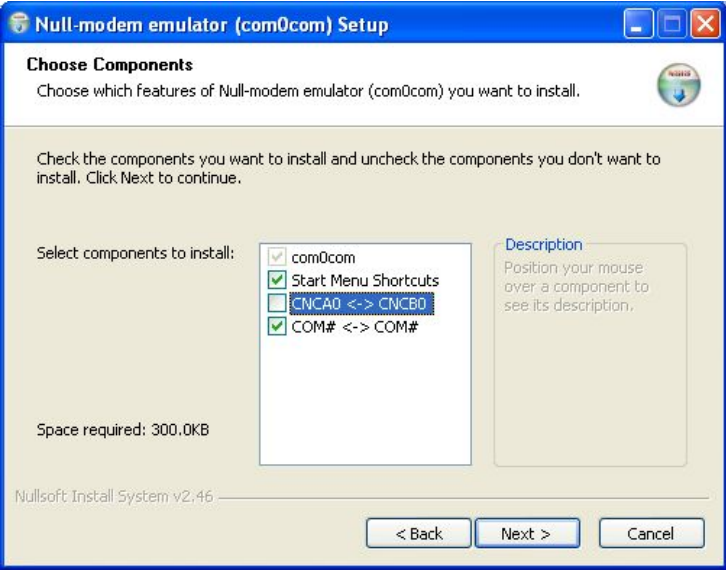 Null-modem emulator (com0com) Setup
Choose Components
Choose which features of Null-modem emulator (com0com) you want to install.
Check the components you want to install and uncheck the components you don't want to
install. Click Next to continue.
Select components to install:
com0com
Start Menu Shortcuts
CNCA0 <-> CNCB0
COM# <-> COM#
Description
Position your mouse
over a component to
see its description.
Space required: 300.0KB
Nullsoft Install System v2.46
< Back
Next >
Cancel